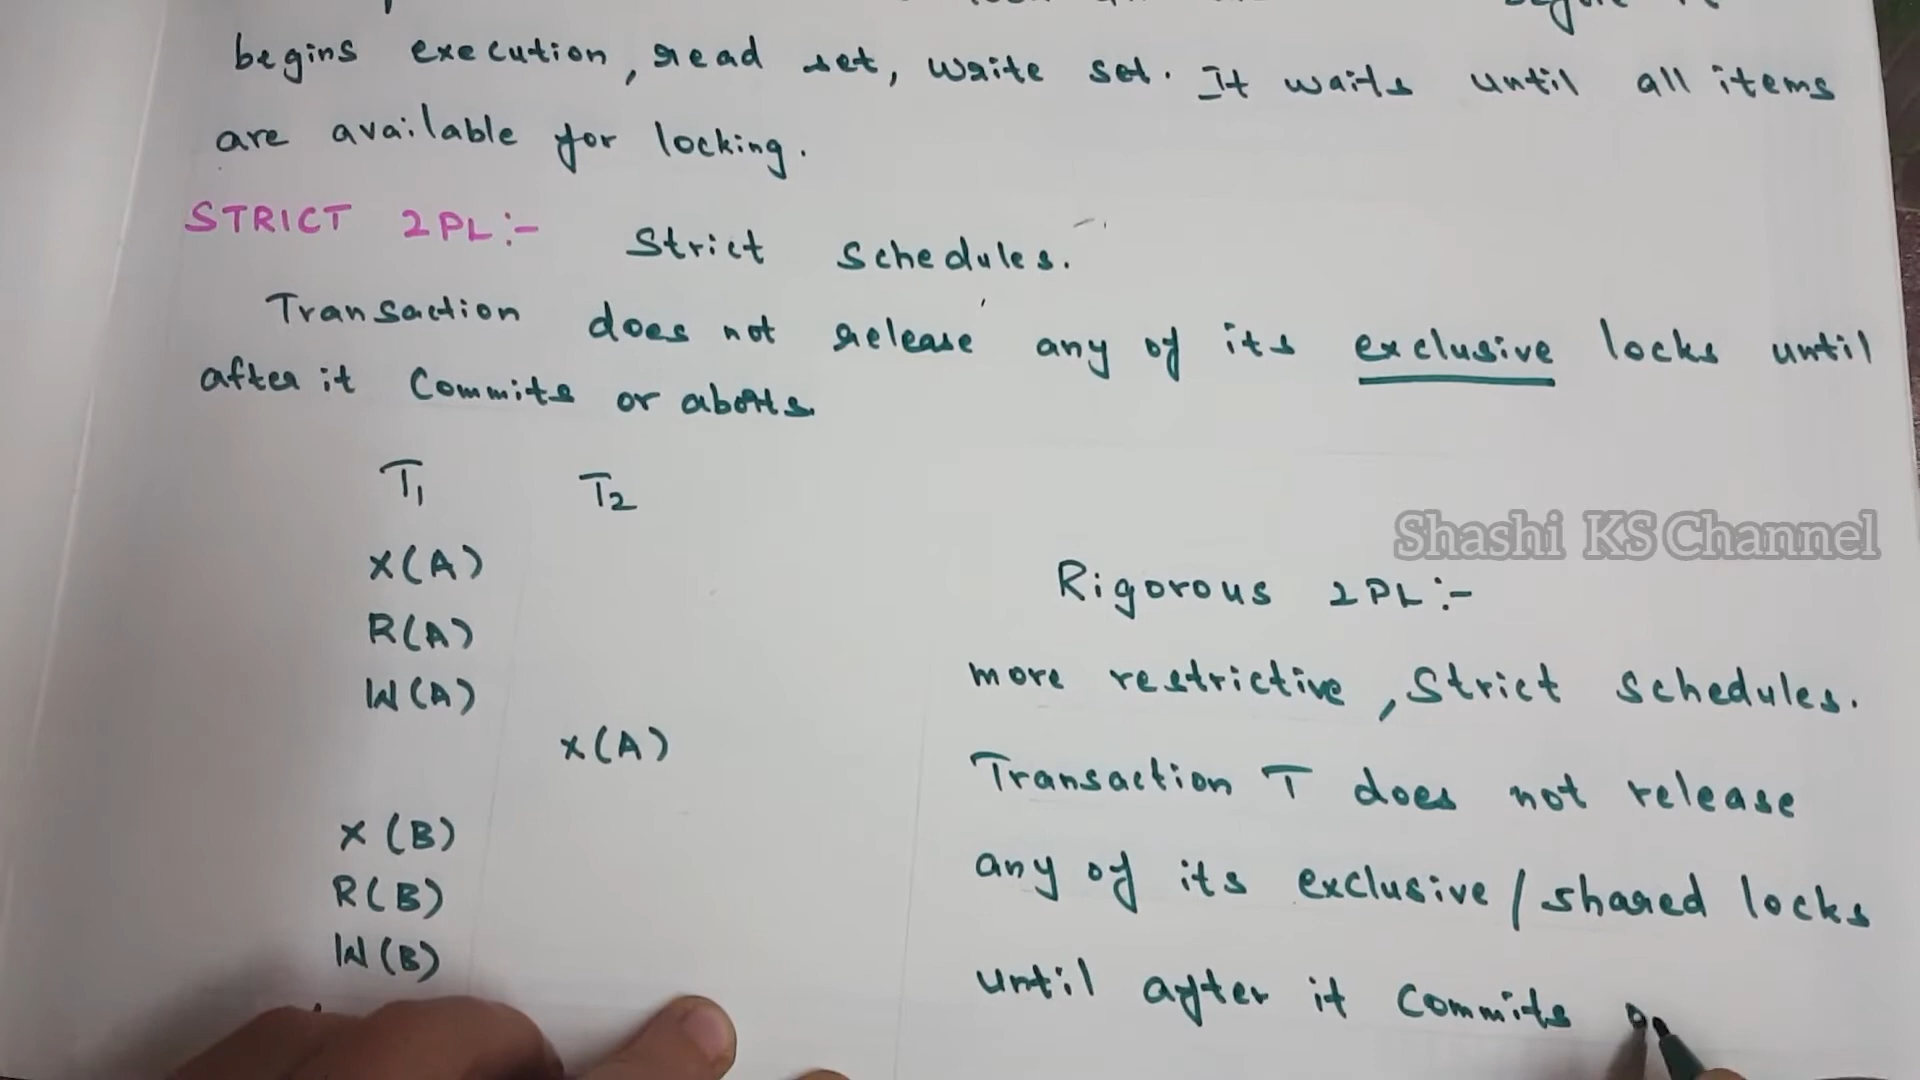 begins execution, read set, write set. It waits until all items
are available for locking.
STRICT 2PL:- Strict schedules.
Transaction does not release any of its exclusive locks until
after it commits or aborts.
T1 T2
X(A)
R(A)
W(A)
X(A)
X(B)
R(B)
W(B)
Shashi KS Channel
Rigorous 2PL:-
more restrictive, Strict schedules.
Transaction T does not release
any of its exclusive/shared locks
until after it commits